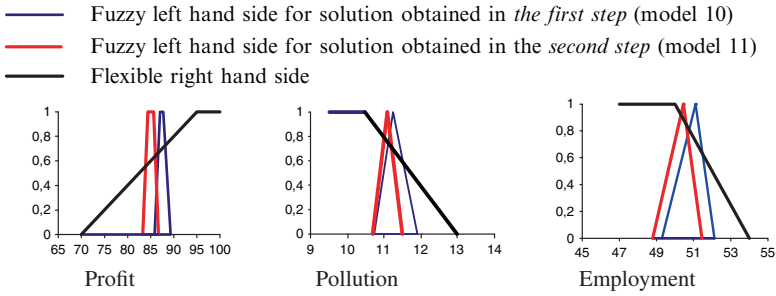 Fuzzy left hand side for solution obtained in the first step (model 10)
Fuzzy left hand side for solution obtained in the second step (model 11)
Flexible right hand side
1
0,8
0,6
0,4
0,2
0
65 70 75 80 85 90 95 100
Profit
1
0,8
0,6
0,4
0,2
0
9 10 11 12 13 14
Pollution
1
0,8
0,6
0,4
0,2
0
45 47 49 51 53 55
Employment